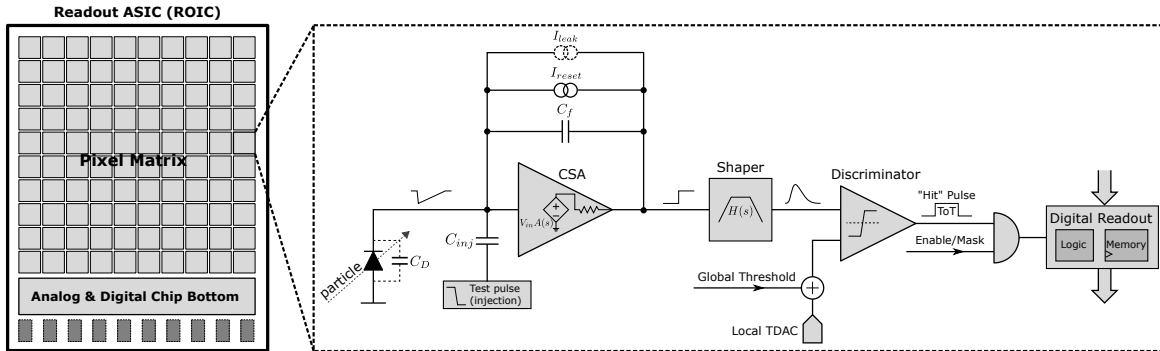 Readout ASIC (ROIC)
Pixel Matrix
Analog & Digital Chip Bottom
I_leak
I_reset
C_f
CSA
V_in A(s)
C_inj
C_D
particle
Test pulse
(injection)
Shaper
H(s)
Discriminator
Global Threshold
Local TDAC
"Hit" Pulse
ToT
Enable/Mask
Digital Readout
Logic
Memory